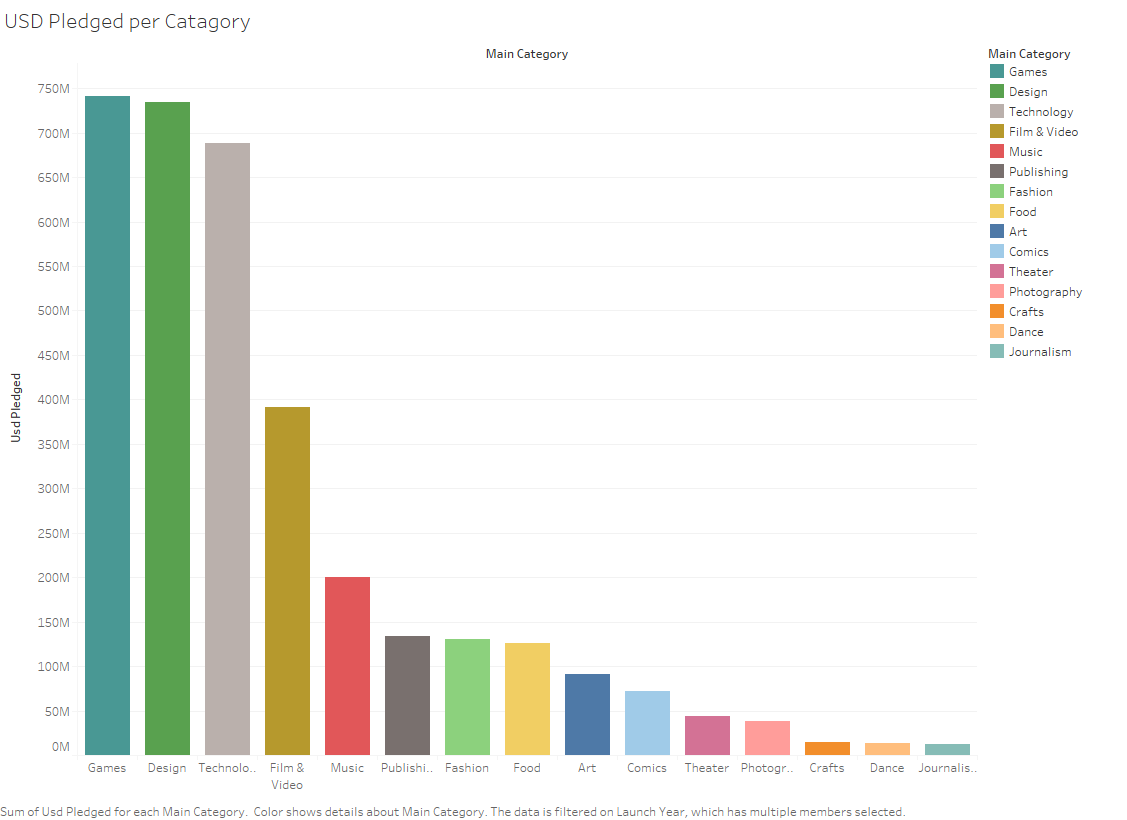 USD Pledged per Catagory
Main Category
Main Category
Games
Design
Technology
Film & Video
Music
Publishing
Fashion
Food
Art
Comics
Theater
Photography
Crafts
Dance
Journalism
750M
700M
650M
600M
550M
500M
450M
400M
350M
300M
250M
200M
150M
100M
50M
0M
Usd Pledged
Games Design Technolo.. Film & Video Music Publishi.. Fashion Food Art Comics Theater Photogr.. Crafts Dance Journalis..
Sum of Usd Pledged for each Main Category. Color shows details about Main Category. The data is filtered on Launch Year, which has multiple members selected.